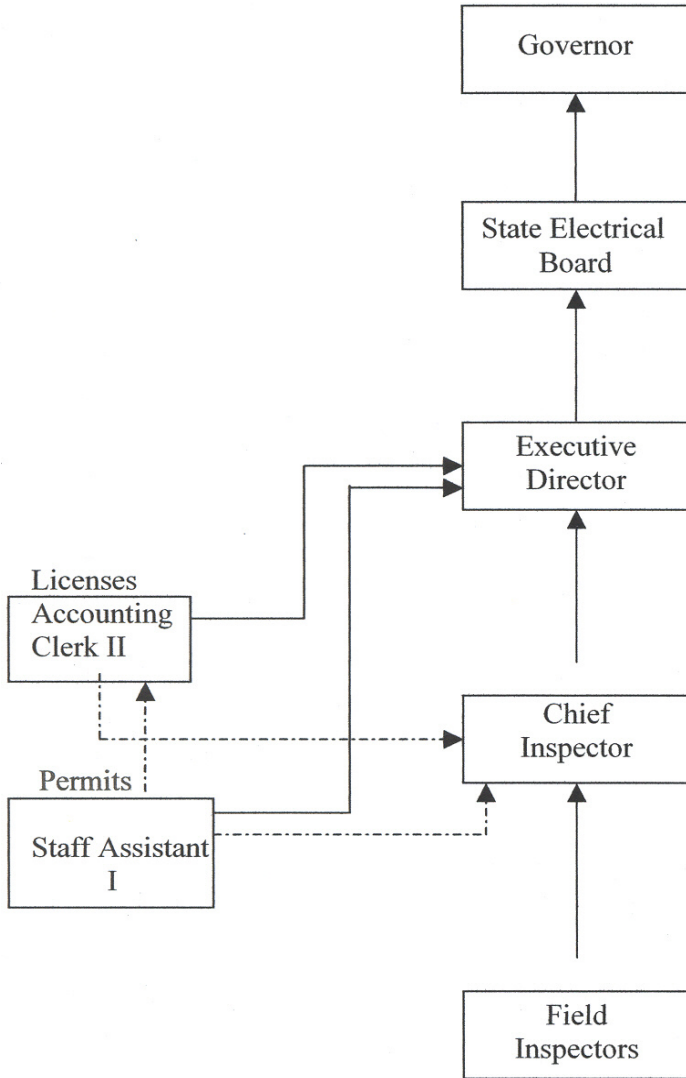 Governor
State Electrical
Board
Executive
Director
Licenses
Accounting
Clerk II
Chief
Inspector
Permits
Staff Assistant
I
Field
Inspectors